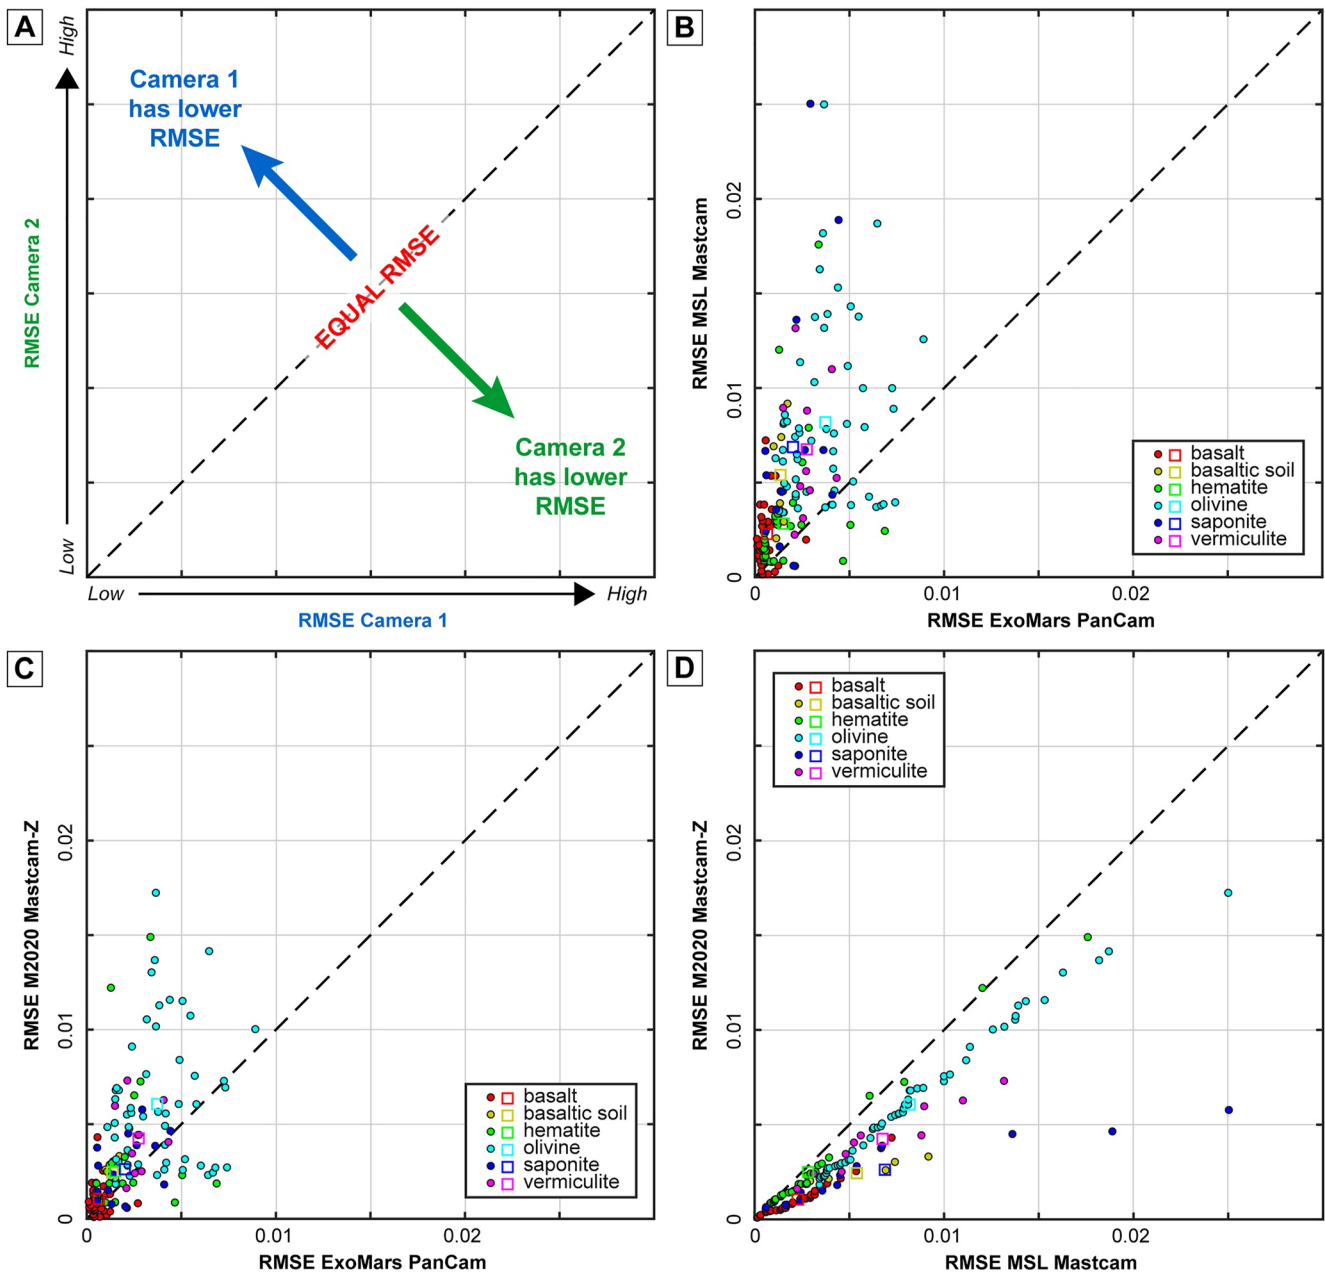 A
High
Camera 1
has lower
RMSE
EQUAL RMSE
Camera 2
has lower
RMSE
RMSE Camera 2
Low
Low
High
RMSE Camera 1
B
RMSE MSL Mastcam
0.02
0.01
0
basalt
basaltic soil
hematite
olivine
saponite
vermiculite
0
0.01
0.02
RMSE ExoMars PanCam
C
RMSE M2020 Mastcam-Z
0.02
0.01
0
basalt
basaltic soil
hematite
olivine
saponite
vermiculite
0
0.01
0.02
RMSE ExoMars PanCam
D
basalt
basaltic soil
hematite
olivine
saponite
vermiculite
RMSE M2020 Mastcam-Z
0.02
0.01
0
0
0.01
0.02
RMSE MSL Mastcam